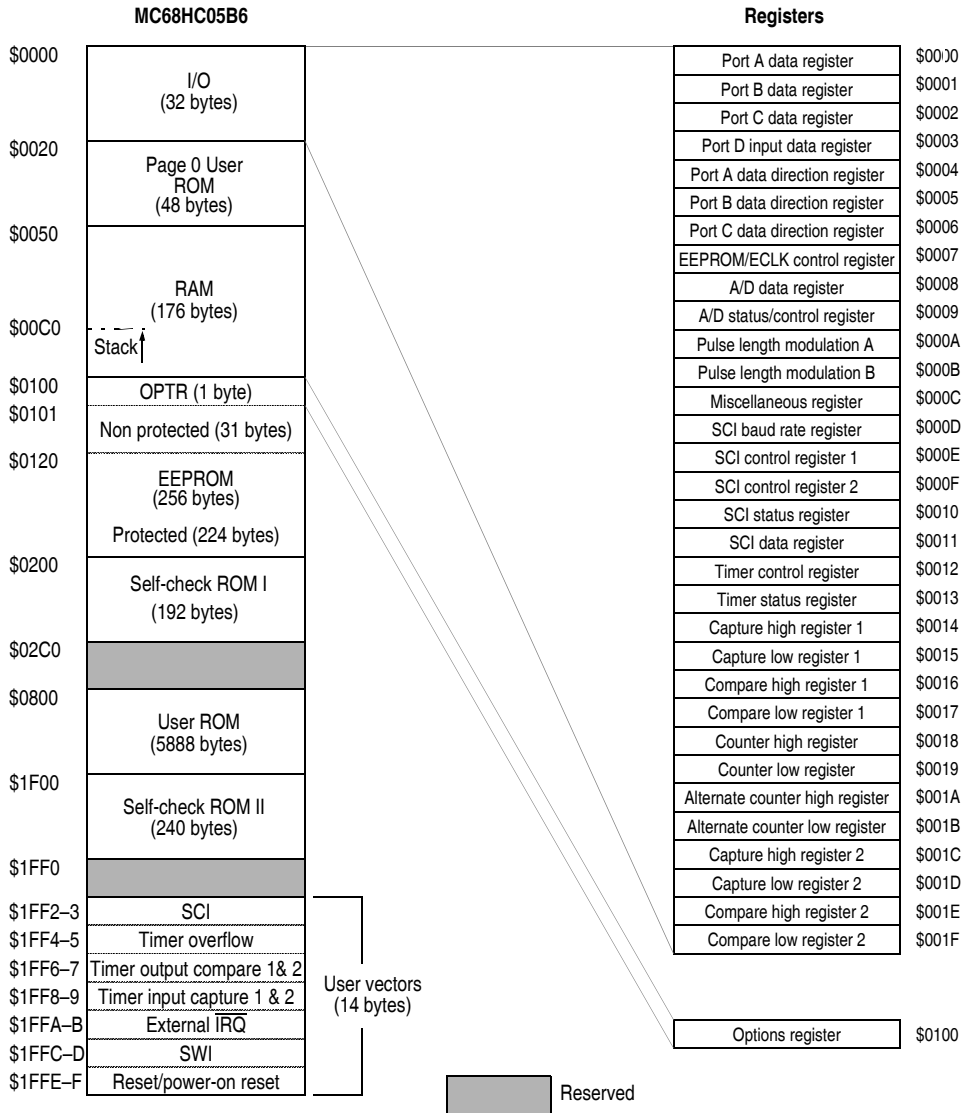 MC68HC05B6
$0000
I/O
(32 bytes)
$0020
Page 0 User
ROM
(48 bytes)
$0050
RAM
(176 bytes)
$00C0
Stack
$0100
OPTR (1 byte)
$0101
Non protected (31 bytes)
$0120
EEPROM
(256 bytes)
Protected (224 bytes)
$0200
Self-check ROM I
(192 bytes)
$02C0
$0800
User ROM
(5888 bytes)
$1F00
Self-check ROM II
(240 bytes)
$1FF0
$1FF2–3 SCI
$1FF4–5 Timer overflow
$1FF6–7 Timer output compare 1& 2
$1FF8–9 Timer input capture 1 & 2
$1FFA–B External IRQ
$1FFC–D SWI
$1FFE–F Reset/power-on reset
User vectors
(14 bytes)
Reserved
Registers
Port A data register $0000
Port B data register $0001
Port C data register $0002
Port D input data register $0003
Port A data direction register $0004
Port B data direction register $0005
Port C data direction register $0006
EEPROM/ECLK control register $0007
A/D data register $0008
A/D status/control register $0009
Pulse length modulation A $000A
Pulse length modulation B $000B
Miscellaneous register $000C
SCI baud rate register $000D
SCI control register 1 $000E
SCI control register 2 $000F
SCI status register $0010
SCI data register $0011
Timer control register $0012
Timer status register $0013
Capture high register 1 $0014
Capture low register 1 $0015
Compare high register 1 $0016
Compare low register 1 $0017
Counter high register $0018
Counter low register $0019
Alternate counter high register $001A
Alternate counter low register $001B
Capture high register 2 $001C
Capture low register 2 $001D
Compare high register 2 $001E
Compare low register 2 $001F
Options register $0100